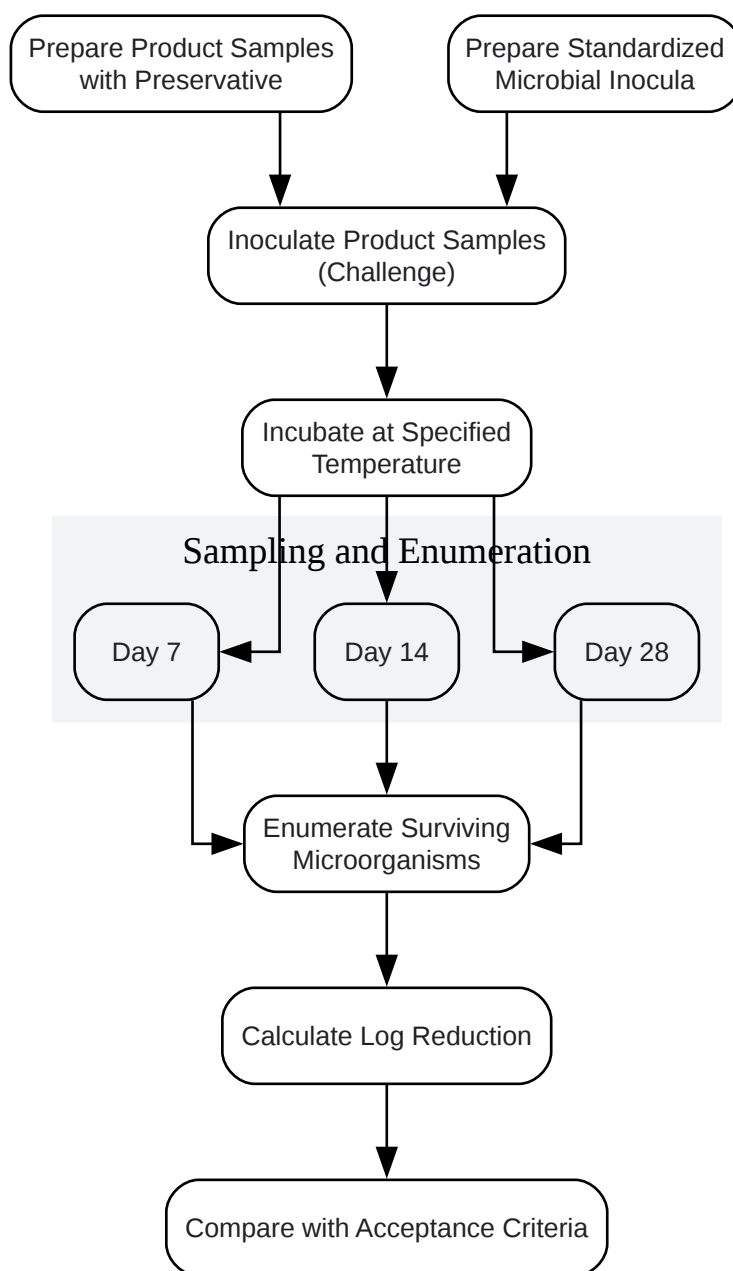 Prepare Product Samples
with Preservative
Prepare Standardized
Microbial Inocula
Inoculate Product Samples
(Challenge)
Incubate at Specified
Temperature
Sampling and Enumeration
Day 7
Day 14
Day 28
Enumerate Surviving
Microorganisms
Calculate Log Reduction
Compare with Acceptance Criteria